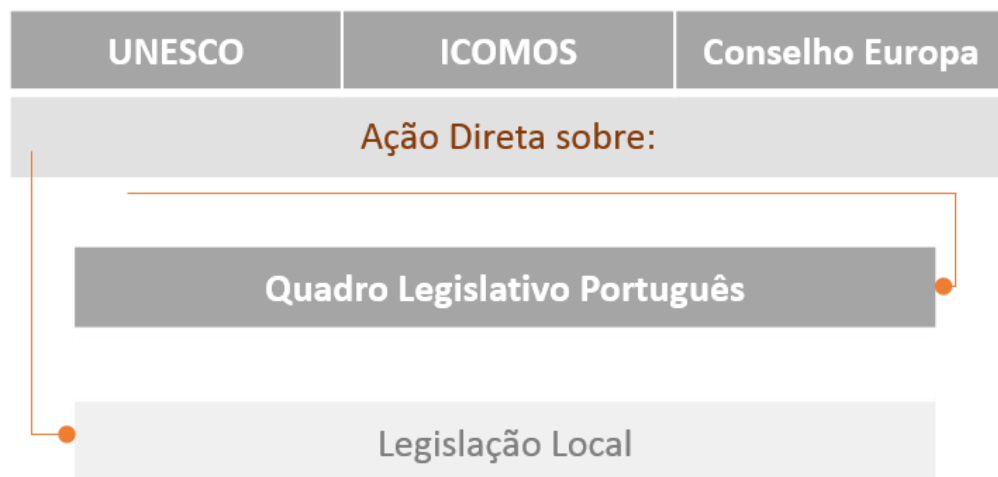 UNESCO ICOMOS Conselho Europa
Ação Direta sobre:
Quadro Legislativo Português
Legislação Local